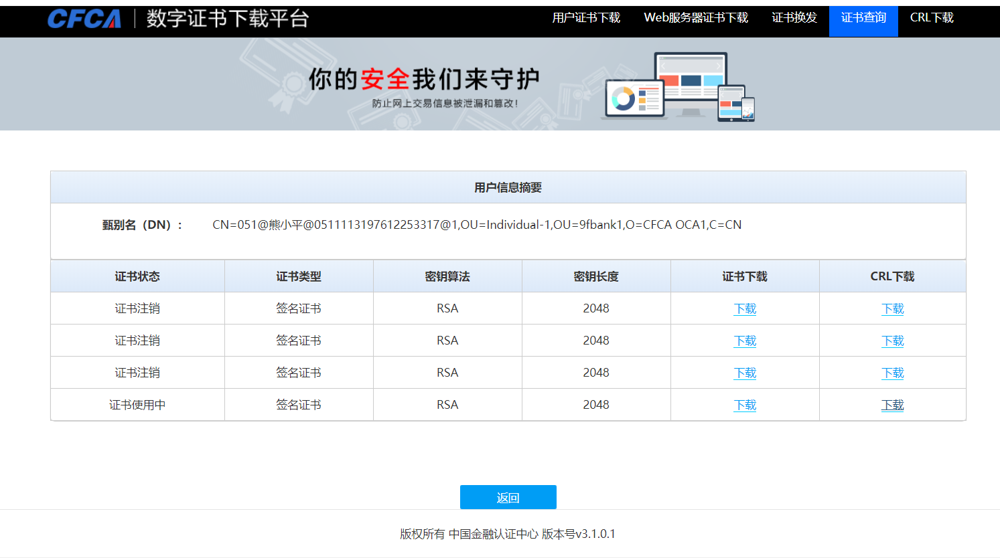 CFCA 数字证书下载平台 用户证书下载 Web服务器证书下载 证书换发 证书查询 CRL下载
你的安全我们来守护
防止网上交易信息被泄漏和篡改！
用户信息摘要
甄别名（DN）： CN=051@熊小平@0511113197612253317@1,OU=Individual-1,OU=9fbank1,O=CFCA OCA1,C=CN
证书状态 证书类型 密钥算法 密钥长度 证书下载 CRL下载
证书注销 签名证书 RSA 2048 下载 下载
证书注销 签名证书 RSA 2048 下载 下载
证书注销 签名证书 RSA 2048 下载 下载
证书使用中 签名证书 RSA 2048 下载 下载
返回
版权所有 中国金融认证中心 版本号v3.1.0.1